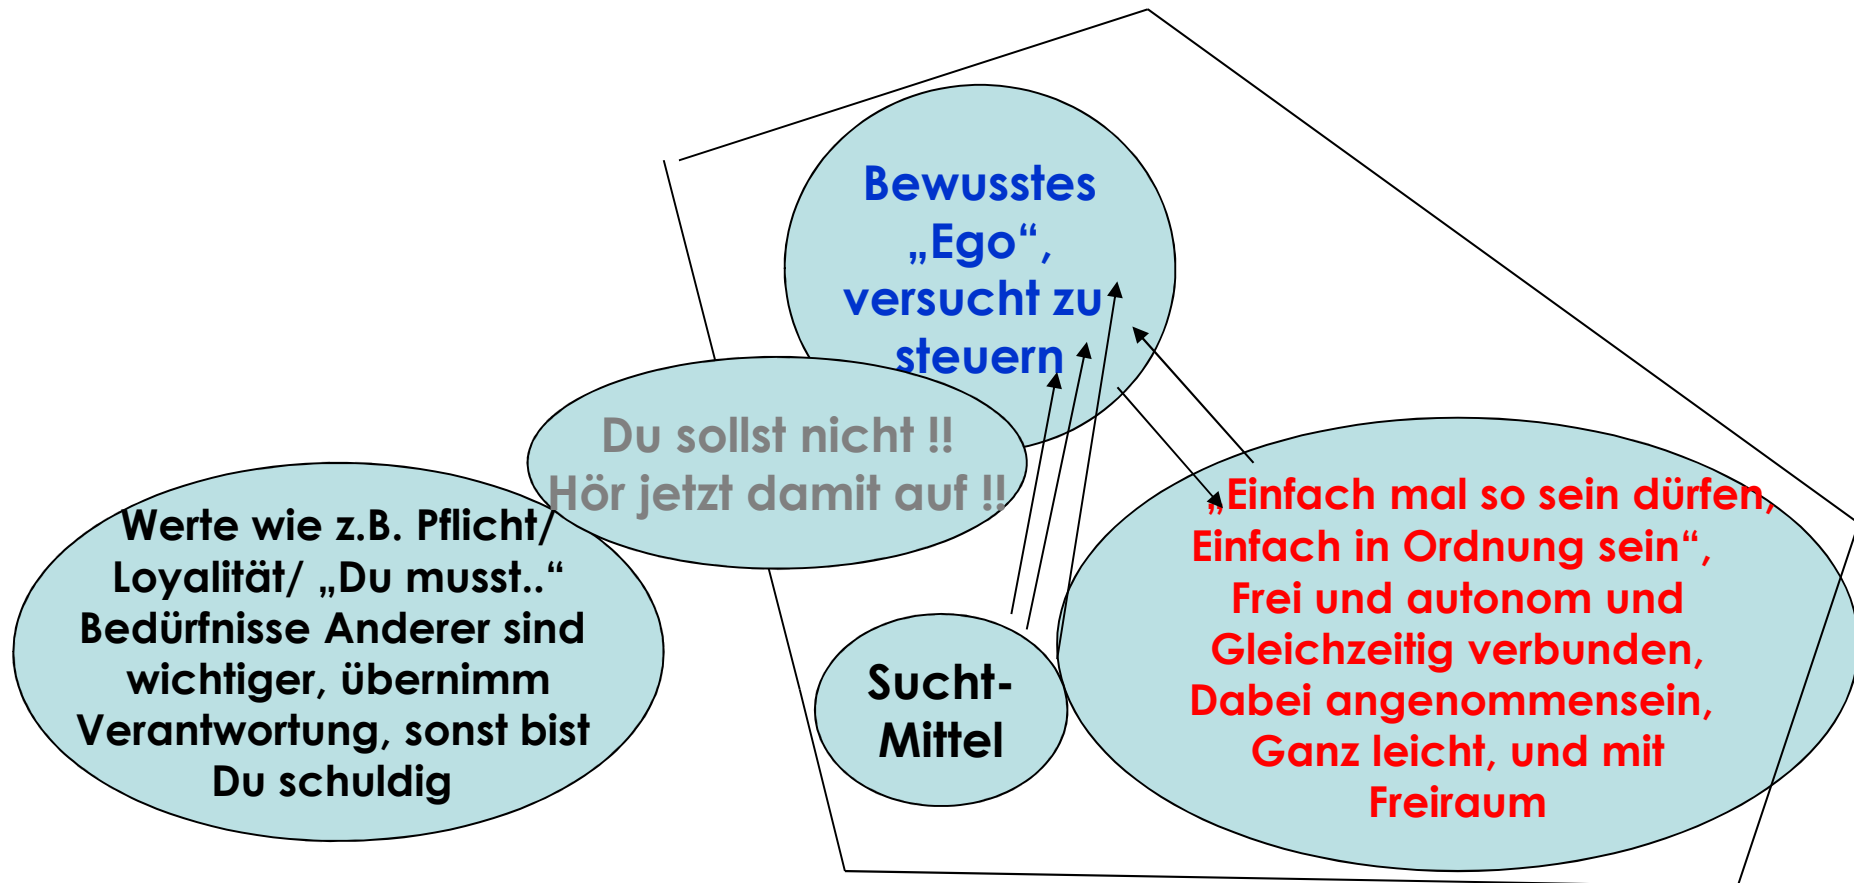 Bewusstes
„Ego“,
versucht zu
steuern
Du sollst nicht !!
Hör jetzt damit auf !!
Werte wie z.B. Pflicht/
Loyalität/ „Du musst..“
Bedürfnisse Anderer sind
wichtiger, übernimm
Verantwortung, sonst bist
Du schuldig
Sucht-
Mittel
„Einfach mal so sein dürfen,
Einfach in Ordnung sein“,
Frei und autonom und
Gleichzeitig verbunden,
Dabei angenommensein,
Ganz leicht, und mit
Freiraum